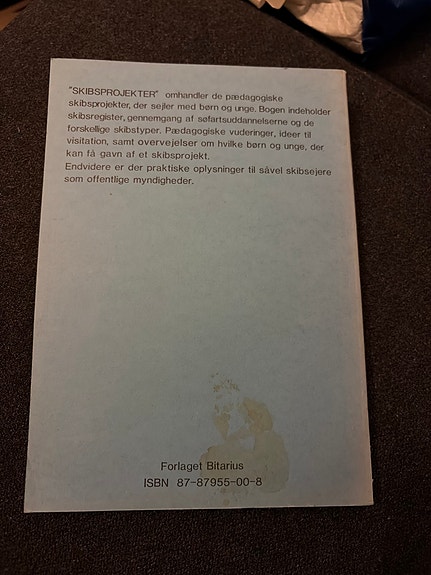 "SKIBSPROJEKTER" omhandler de pædagogiske
skibsprojekter, der sejler med børn og unge. Bogen indeholder
skibsregister, gennemgang af søfartsuddannelserne og de
forskellige skibstyper. Pædagogiske vuderinger, ideer til
visitation, samt overvejelser om hvilke børn og unge, der
kan få gavn af et skibsprojekt.
Endvidere er der praktiske oplysninger til såvel skibsejere
som offentlige myndigheder.
Forlaget Bitarius
ISBN 87-87955-00-8